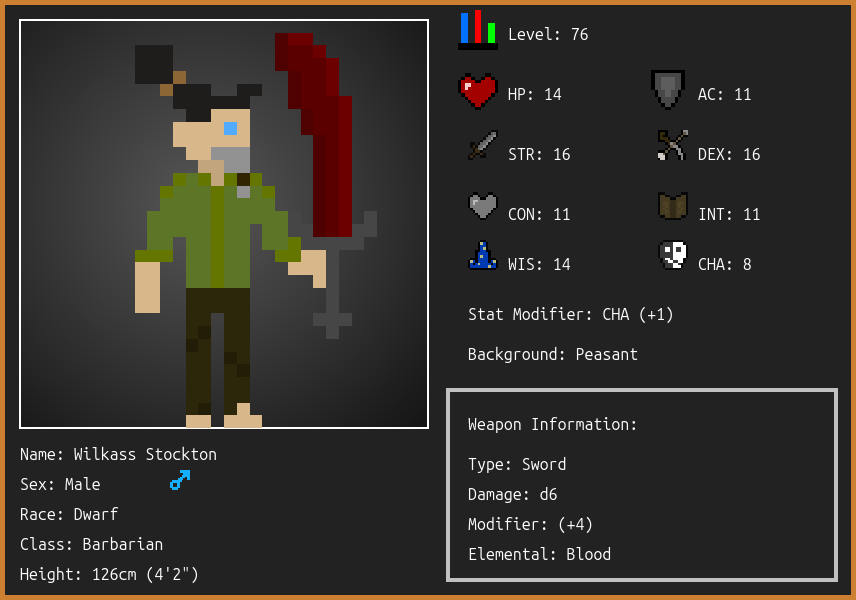 Level: 76
HP: 14
AC: 11
STR: 16
DEX: 16
CON: 11
INT: 11
WIS: 14
CHA: 8
Stat Modifier: CHA (+1)
Background: Peasant
Name: Wilkass Stockton
Sex: Male
Race: Dwarf
Class: Barbarian
Height: 126cm (4'2")
Weapon Information:
Type: Sword
Damage: d6
Modifier: (+4)
Elemental: Blood